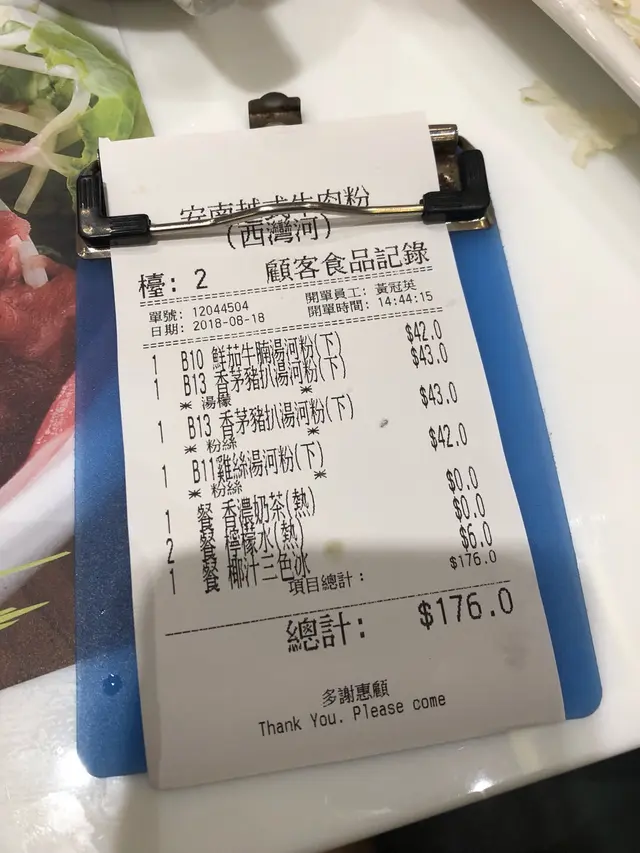 安南越式牛肉粉
(西灣河)
檯: 2 顧客食品記錄
單號: 12044504 開單員工: 黃冠英
日期: 2018-08-18 開單時間: 14:44:15
1 B10 鮮茄牛腩湯河粉(下) $42.0
1 B13 香茅豬扒湯河粉(下) $43.0
* 湯檬 *
1 B13 香茅豬扒湯河粉(下) $43.0
* 粉絲 *
1 B11雞絲湯河粉(下) $42.0
* 粉絲 *
1 餐 香濃奶茶(熱) $0.0
2 餐 檸檬水(熱) $0.0
1 餐 椰汁三色冰 $6.0
項目總計: $176.0
總計: $176.0
多謝惠顧
Thank You. Please come